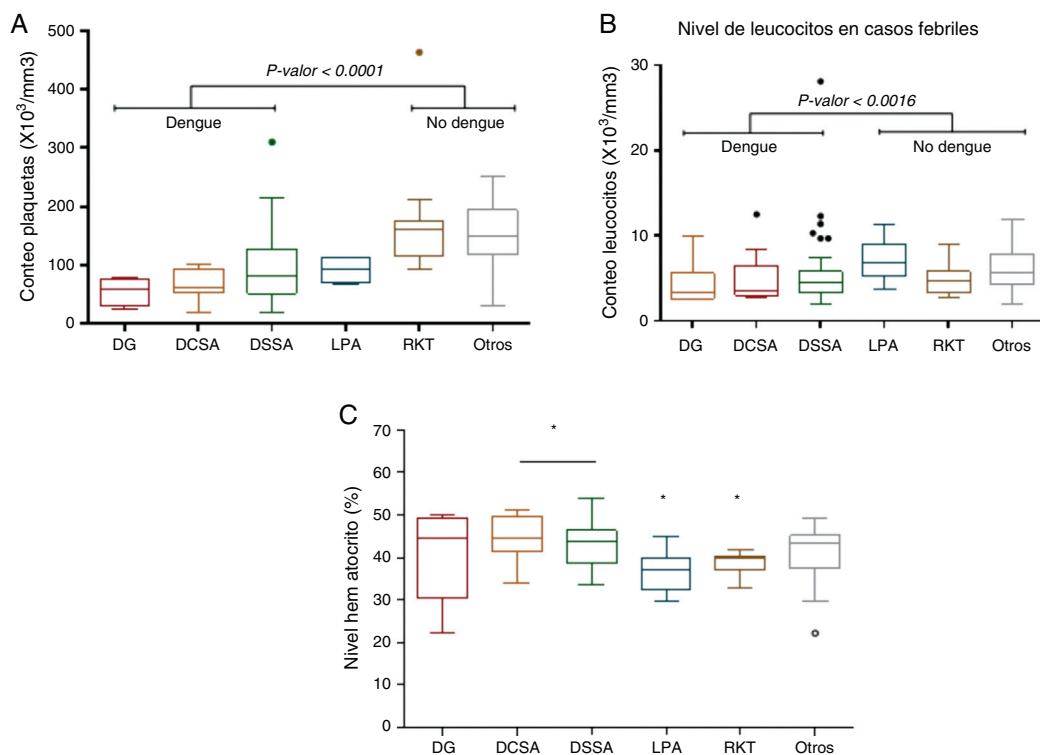 A
Conteo plaquetas (X10³/mm3)
500
400
300
200
100
0
P-valor < 0.0001
Dengue
No dengue
DG DCSA DSSA LPA RKT Otros
B
Nivel de leucocitos en casos febriles
Conteo leucocitos (X10³/mm3)
30
20
10
0
P-valor < 0.0016
Dengue
No dengue
DG DCSA DSSA LPA RKT Otros
C
Nivel hem atocrito (%)
70
60
50
40
30
20
10
0
*
* *
DG DCSA DSSA LPA RKT Otros